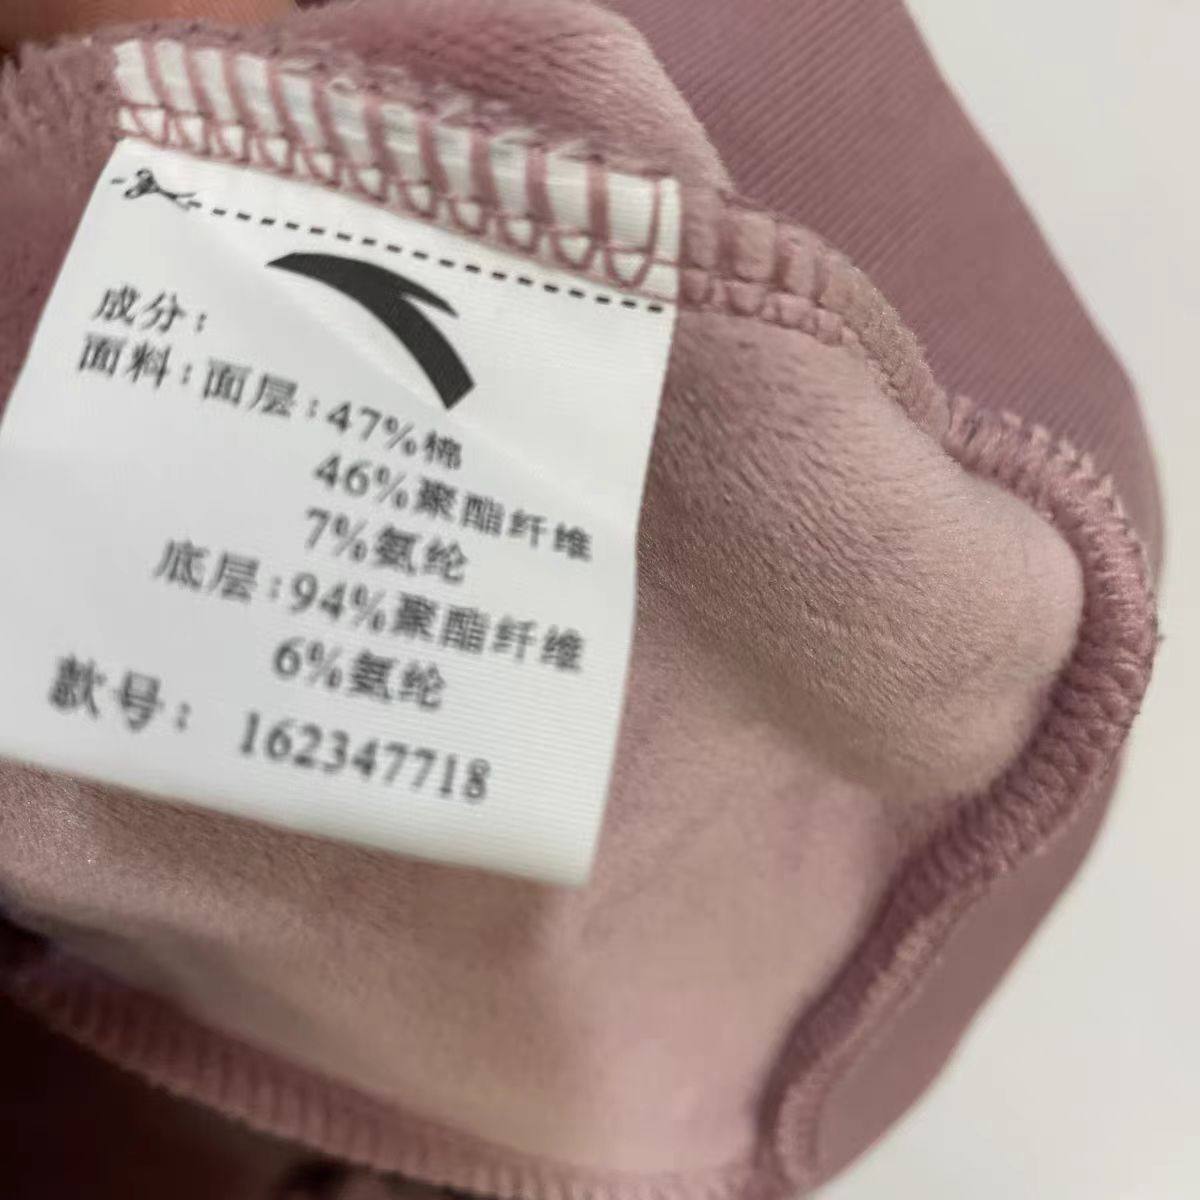 成分:
面料:面层:47%棉
46%聚酯纤维
7%氨纶
底层:94%聚酯纤维
6%氨纶
款号: 162347718